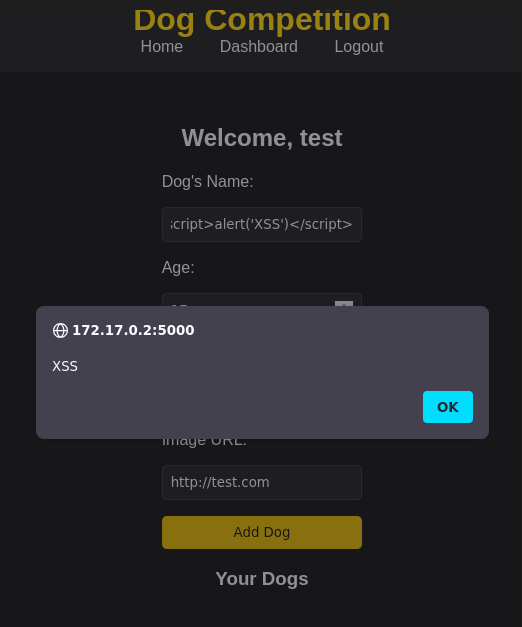 Dog Competition
Home Dashboard Logout
Welcome, test
Dog's Name:
script>alert('XSS')</script>
Age:
172.17.0.2:5000
XSS
OK
Image URL:
http://test.com
Add Dog
Your Dogs